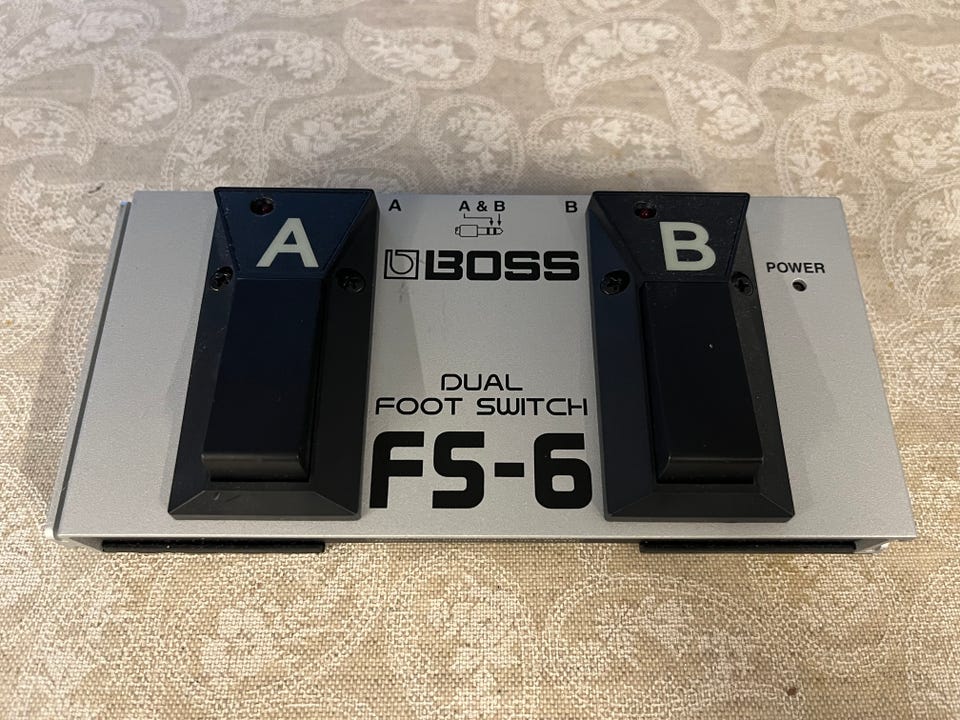 A
A & B
B
A
B
POWER
BOSS
DUAL
FOOT SWITCH
FS-6